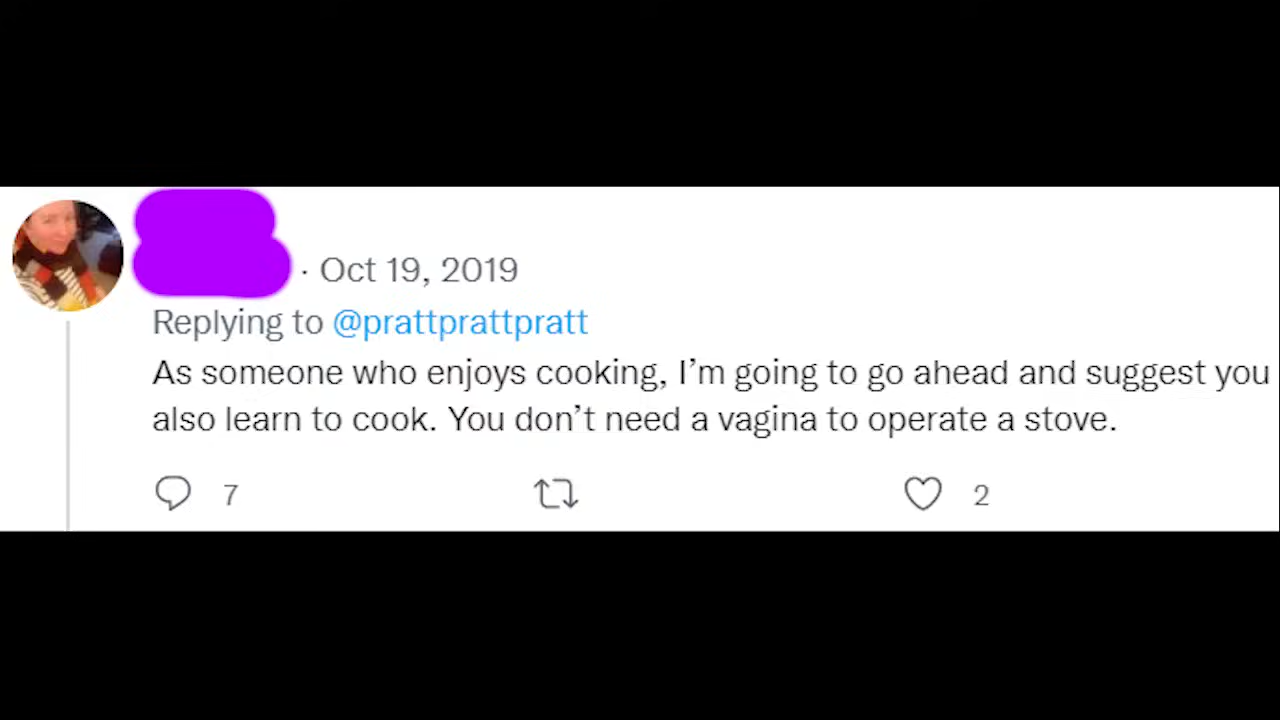 · Oct 19, 2019
Replying to @prattprattpratt
As someone who enjoys cooking, I’m going to go ahead and suggest you
also learn to cook. You don’t need a vagina to operate a stove.
7 2